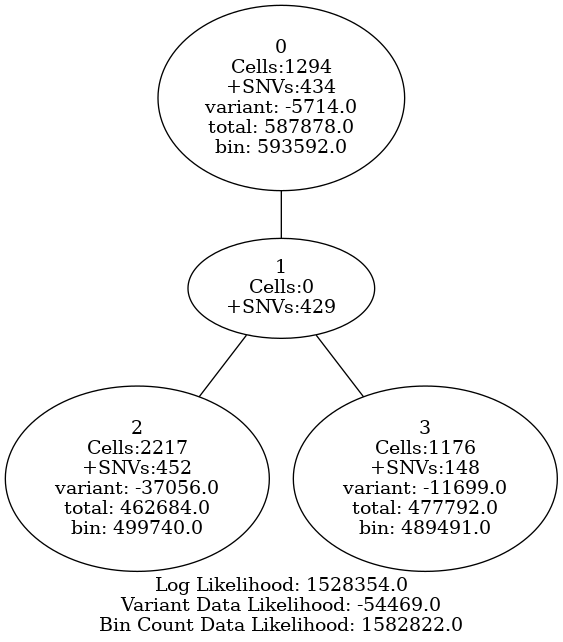 0
Cells:1294
+SNVs:434
variant: -5714.0
total: 587878.0
bin: 593592.0
1
Cells:0
+SNVs:429
2
Cells:2217
+SNVs:452
variant: -37056.0
total: 462684.0
bin: 499740.0
3
Cells:1176
+SNVs:148
variant: -11699.0
total: 477792.0
bin: 489491.0
Log Likelihood: 1528354.0
Variant Data Likelihood: -54469.0
Bin Count Data Likelihood: 1582822.0